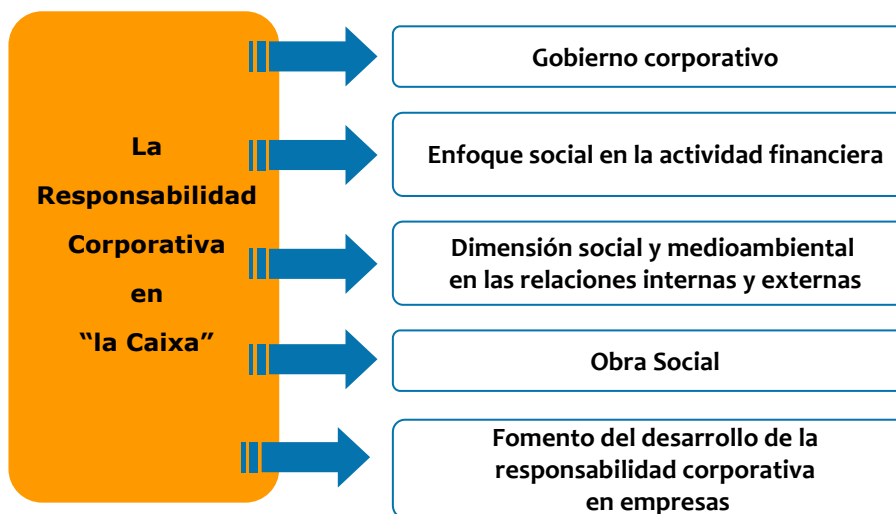 La
Responsabilidad
Corporativa
en
“la Caixa”
Gobierno corporativo
Enfoque social en la actividad financiera
Dimensión social y medioambiental
en las relaciones internas y externas
Obra Social
Fomento del desarrollo de la
responsabilidad corporativa
en empresas